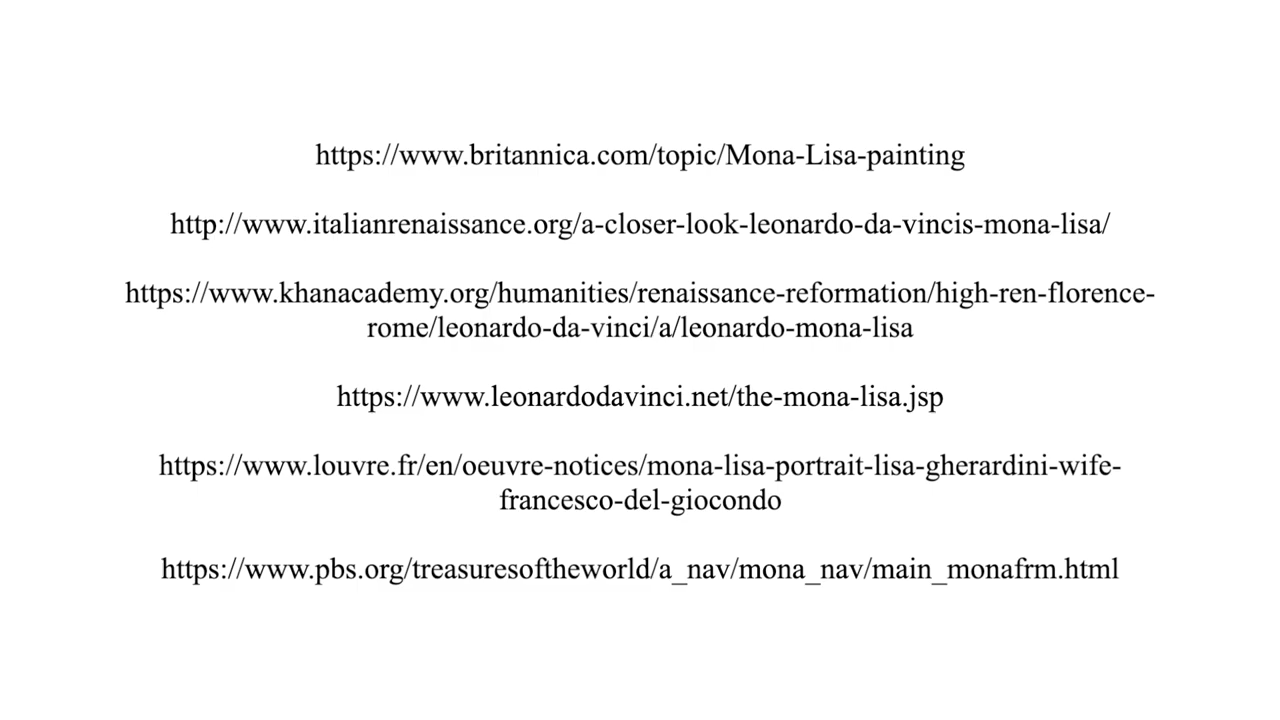 https://www.britannica.com/topic/Mona-Lisa-painting
http://www.italianrenaissance.org/a-closer-look-leonardo-da-vincis-mona-lisa/
https://www.khanacademy.org/humanities/renaissance-reformation/high-ren-florence-
rome/leonardo-da-vinci/a/leonardo-mona-lisa
https://www.leonardodavinci.net/the-mona-lisa.jsp
https://www.louvre.fr/en/oeuvre-notices/mona-lisa-portrait-lisa-gherardini-wife-
francesco-del-giocondo
https://www.pbs.org/treasuresoftheworld/a_nav/mona_nav/main_monafrm.html